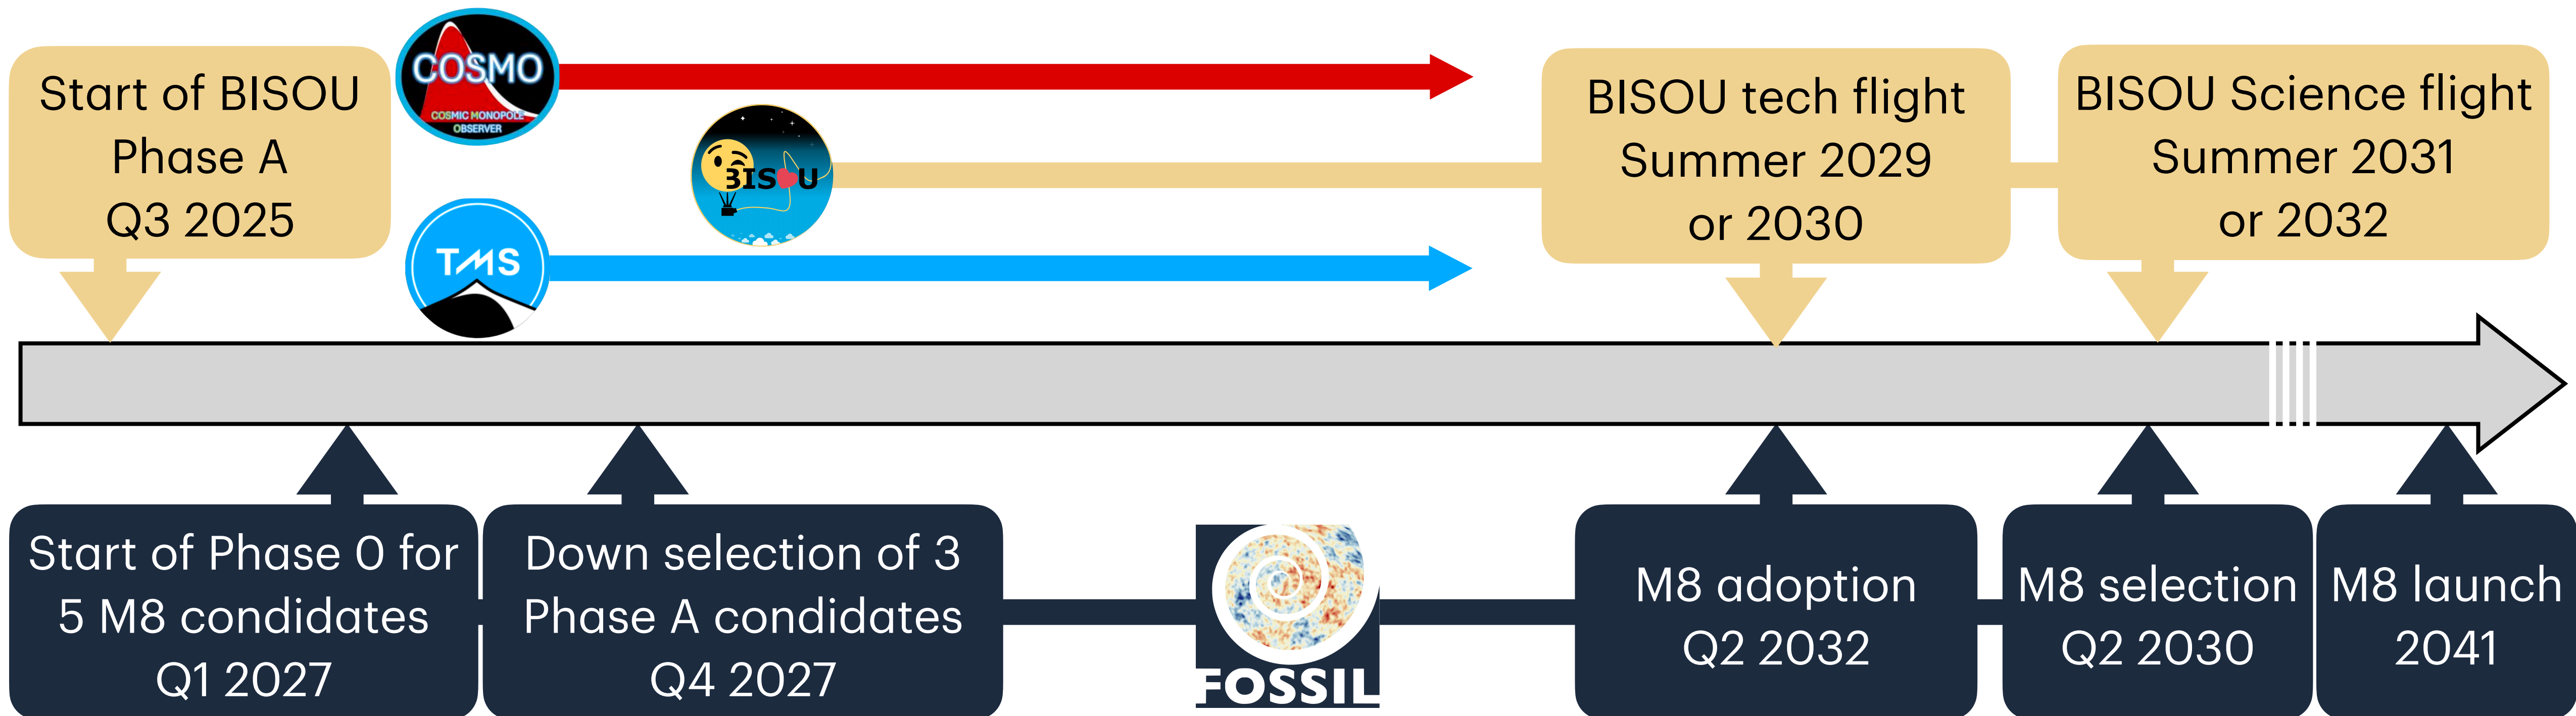 Start of BISOU
Phase A
Q3 2025
COSMO
COSMIC MONOPOLE
OBSERVER
BISOU
TMS
BISOU tech flight
Summer 2029
or 2030
BISOU Science flight
Summer 2031
or 2032
Start of Phase 0 for
5 M8 candidates
Q1 2027
Down selection of 3
Phase A candidates
Q4 2027
FOSSIL
M8 adoption
Q2 2032
M8 selection
Q2 2030
M8 launch
2041